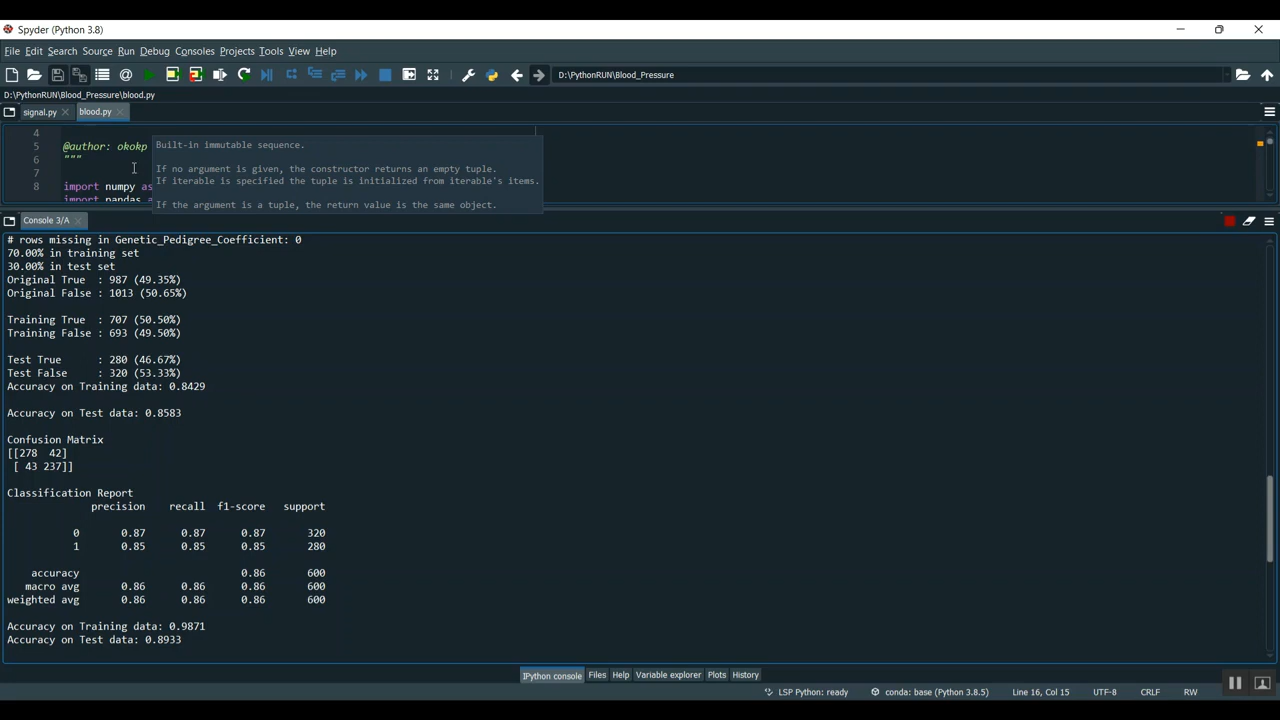 Spyder (Python 3.8)
File Edit Search Source Run Debug Consoles Projects Tools View Help
D:\PythonRUN\Blood_Pressure
D:\PythonRUN\Blood_Pressure\blood.py
signal.py blood.py
4
5 @author: okokp
6 """
7
8 import numpy as
import pandas
Built-in immutable sequence.
If no argument is given, the constructor returns an empty tuple.
If iterable is specified the tuple is initialized from iterable's items.
If the argument is a tuple, the return value is the same object.
Console 3/A
# rows missing in Genetic_Pedigree_Coefficient: 0
70.00% in training set
30.00% in test set
Original True  : 987 (49.35%)
Original False : 1013 (50.65%)
Training True  : 707 (50.50%)
Training False : 693 (49.50%)
Test True      : 280 (46.67%)
Test False     : 320 (53.33%)
Accuracy on Training data: 0.8429
Accuracy on Test data: 0.8583
Confusion Matrix
[[278  42]
[ 43 237]]
Classification Report
precision    recall  f1-score   support
0       0.87      0.87      0.87       320
1       0.85      0.85      0.85       280
accuracy                           0.86       600
macro avg       0.86      0.86      0.86       600
weighted avg       0.86      0.86      0.86       600
Accuracy on Training data: 0.9871
Accuracy on Test data: 0.8933
IPython console Files Help Variable explorer Plots History
LSP Python: ready conda: base (Python 3.8.5) Line 16, Col 15 UTF-8 CRLF RW